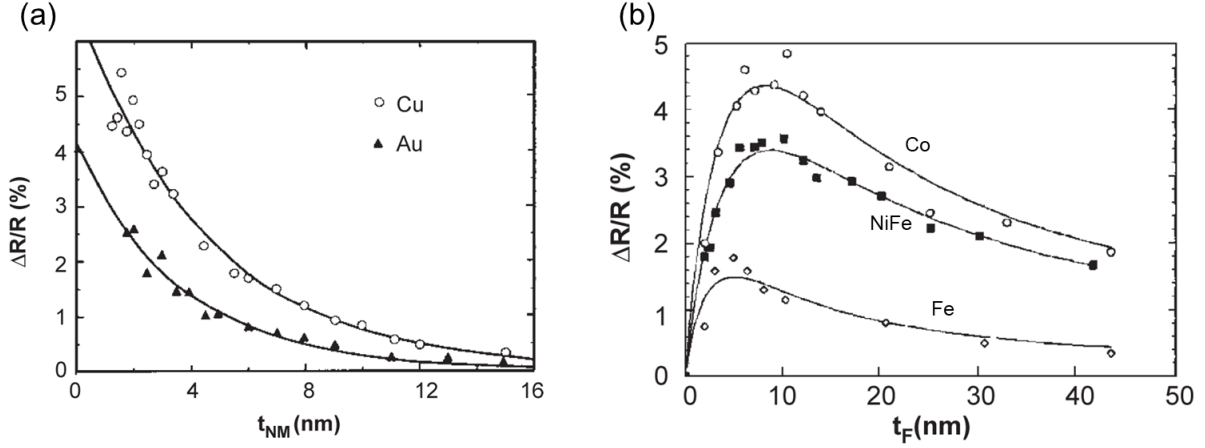 (a)
ΔR/R (%)
5
4
3
2
1
0
Cu
Au
0 4 8 12 16
t_NM (nm)
(b)
ΔR/R (%)
5
4
3
2
1
0
Co
NiFe
Fe
0 10 20 30 40 50
t_F(nm)